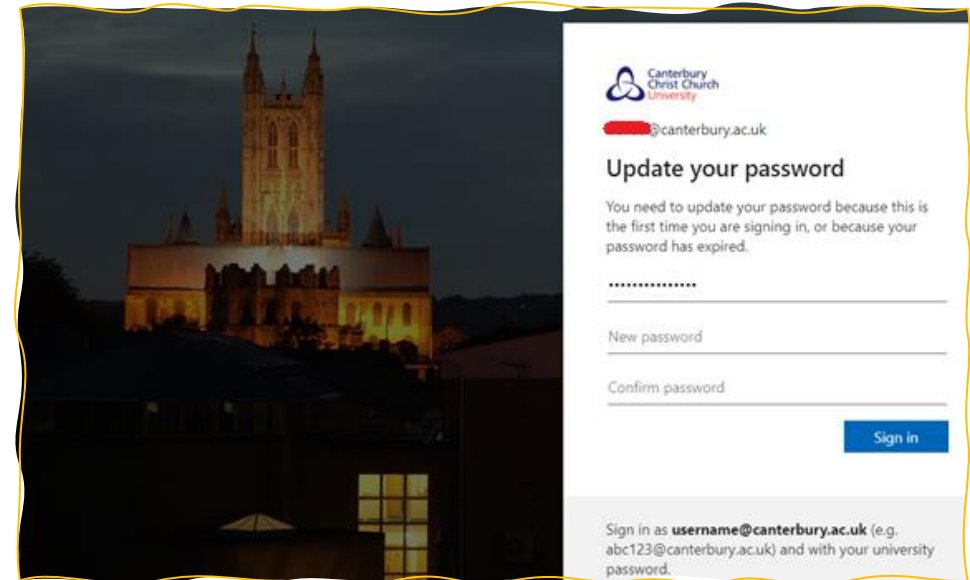 Canterbury
Christ Church
University
@canterbury.ac.uk
Update your password
You need to update your password because this is
the first time you are signing in, or because your
password has expired.
New password
Confirm password
Sign in
Sign in as username@canterbury.ac.uk (e.g.
abc123@canterbury.ac.uk) and with your university
password.